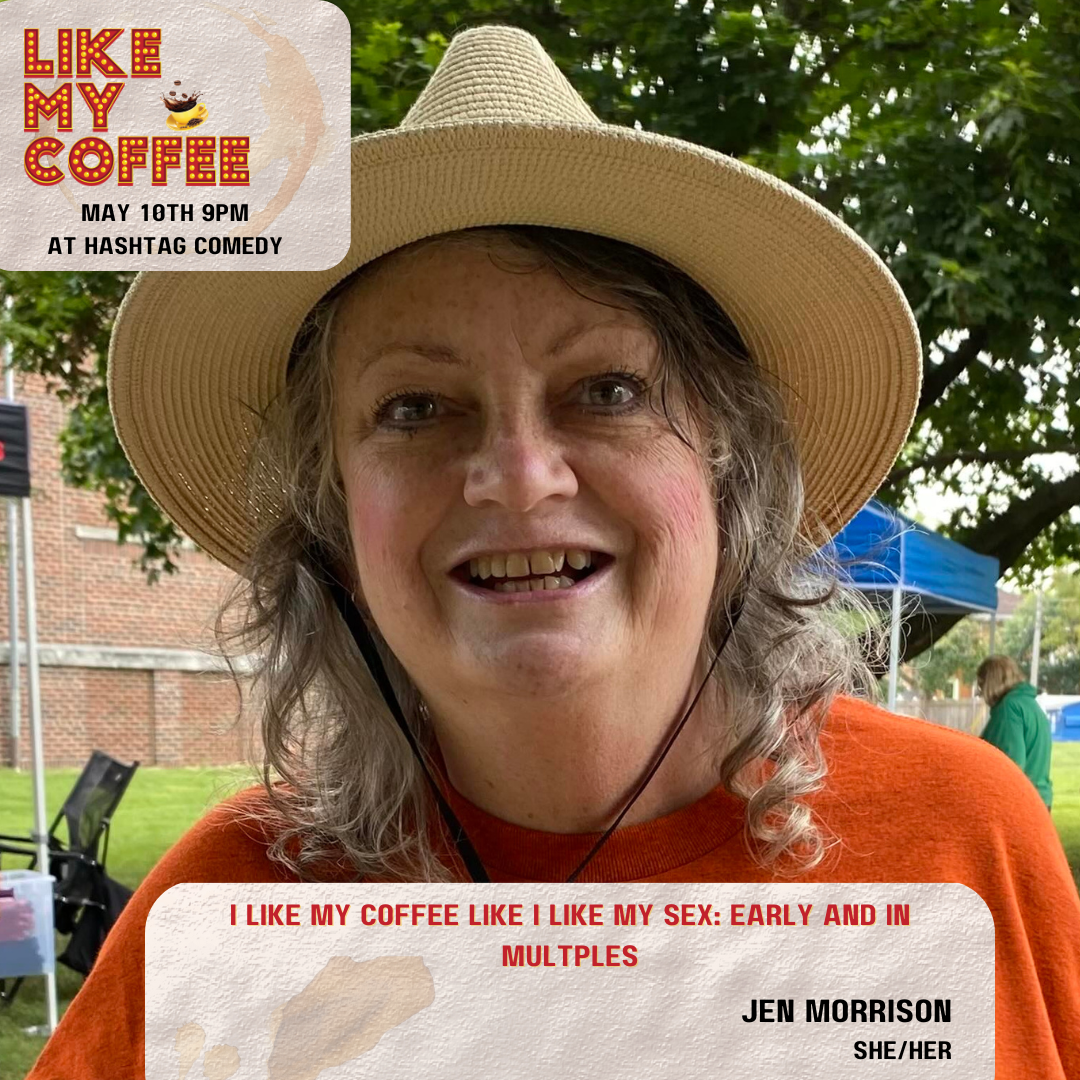 LIKE
MY
COFFEE
MAY 10TH 9PM
AT HASHTAG COMEDY
I LIKE MY COFFEE LIKE I LIKE MY SEX: EARLY AND IN
MULTPLES
JEN MORRISON
SHE/HER